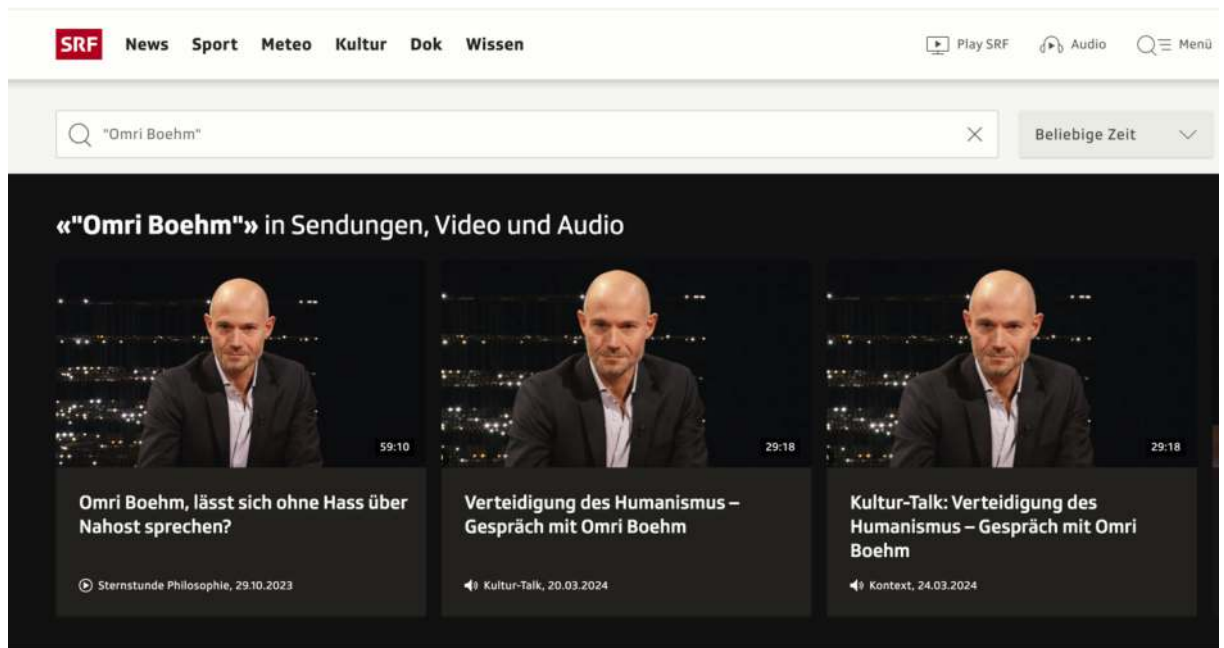 SRF News Sport Meteo Kultur Dok Wissen Play SRF Audio Menü
"Omri Boehm" Beliebige Zeit
«"Omri Boehm"» in Sendungen, Video und Audio
59:10
Omri Boehm, lässt sich ohne Hass über
Nahost sprechen?
Sternstunde Philosophie, 29.10.2023
29:18
Verteidigung des Humanismus –
Gespräch mit Omri Boehm
Kultur-Talk, 20.03.2024
29:18
Kultur-Talk: Verteidigung des
Humanismus – Gespräch mit Omri
Boehm
Kontext, 24.03.2024